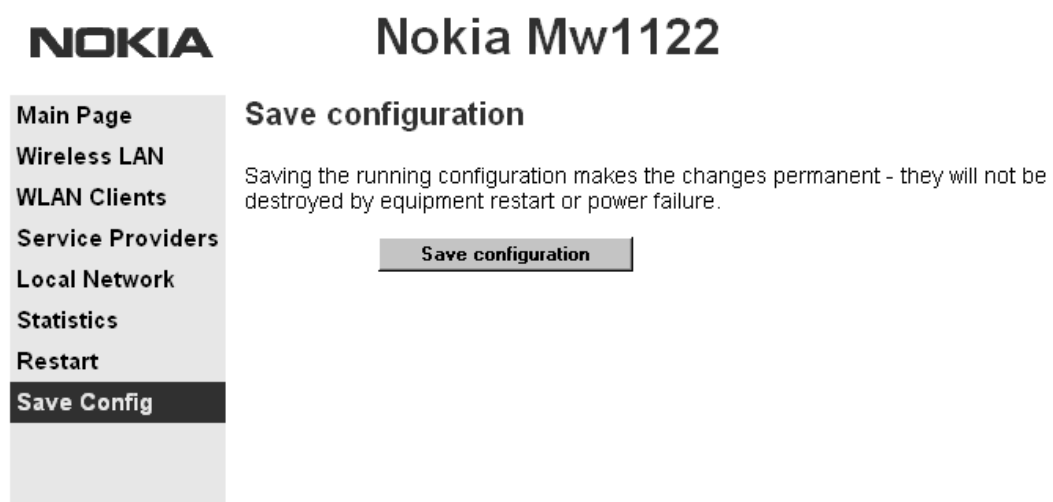 NOKIA
Nokia Mw1122
Main Page
Wireless LAN
WLAN Clients
Service Providers
Local Network
Statistics
Restart
Save Config
Save configuration
Saving the running configuration makes the changes permanent - they will not be
destroyed by equipment restart or power failure.
Save configuration